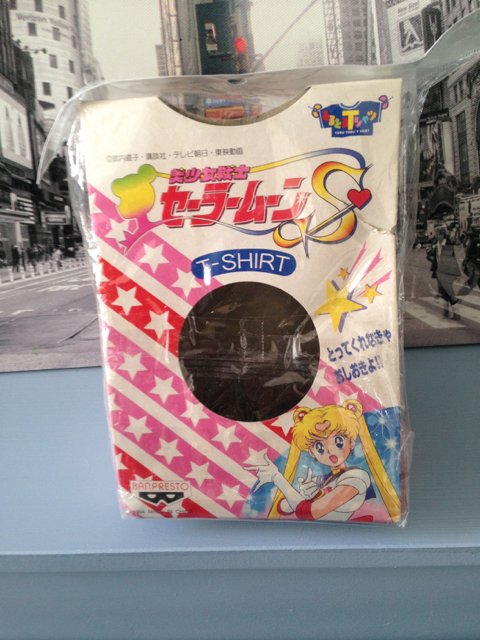 ©武内直子・講談社・テレビ朝日・東映動画
美少女戦士
セーラームーンS
T-SHIRT
とってくれなきゃ
おしおきよ!!
BANPRESTO